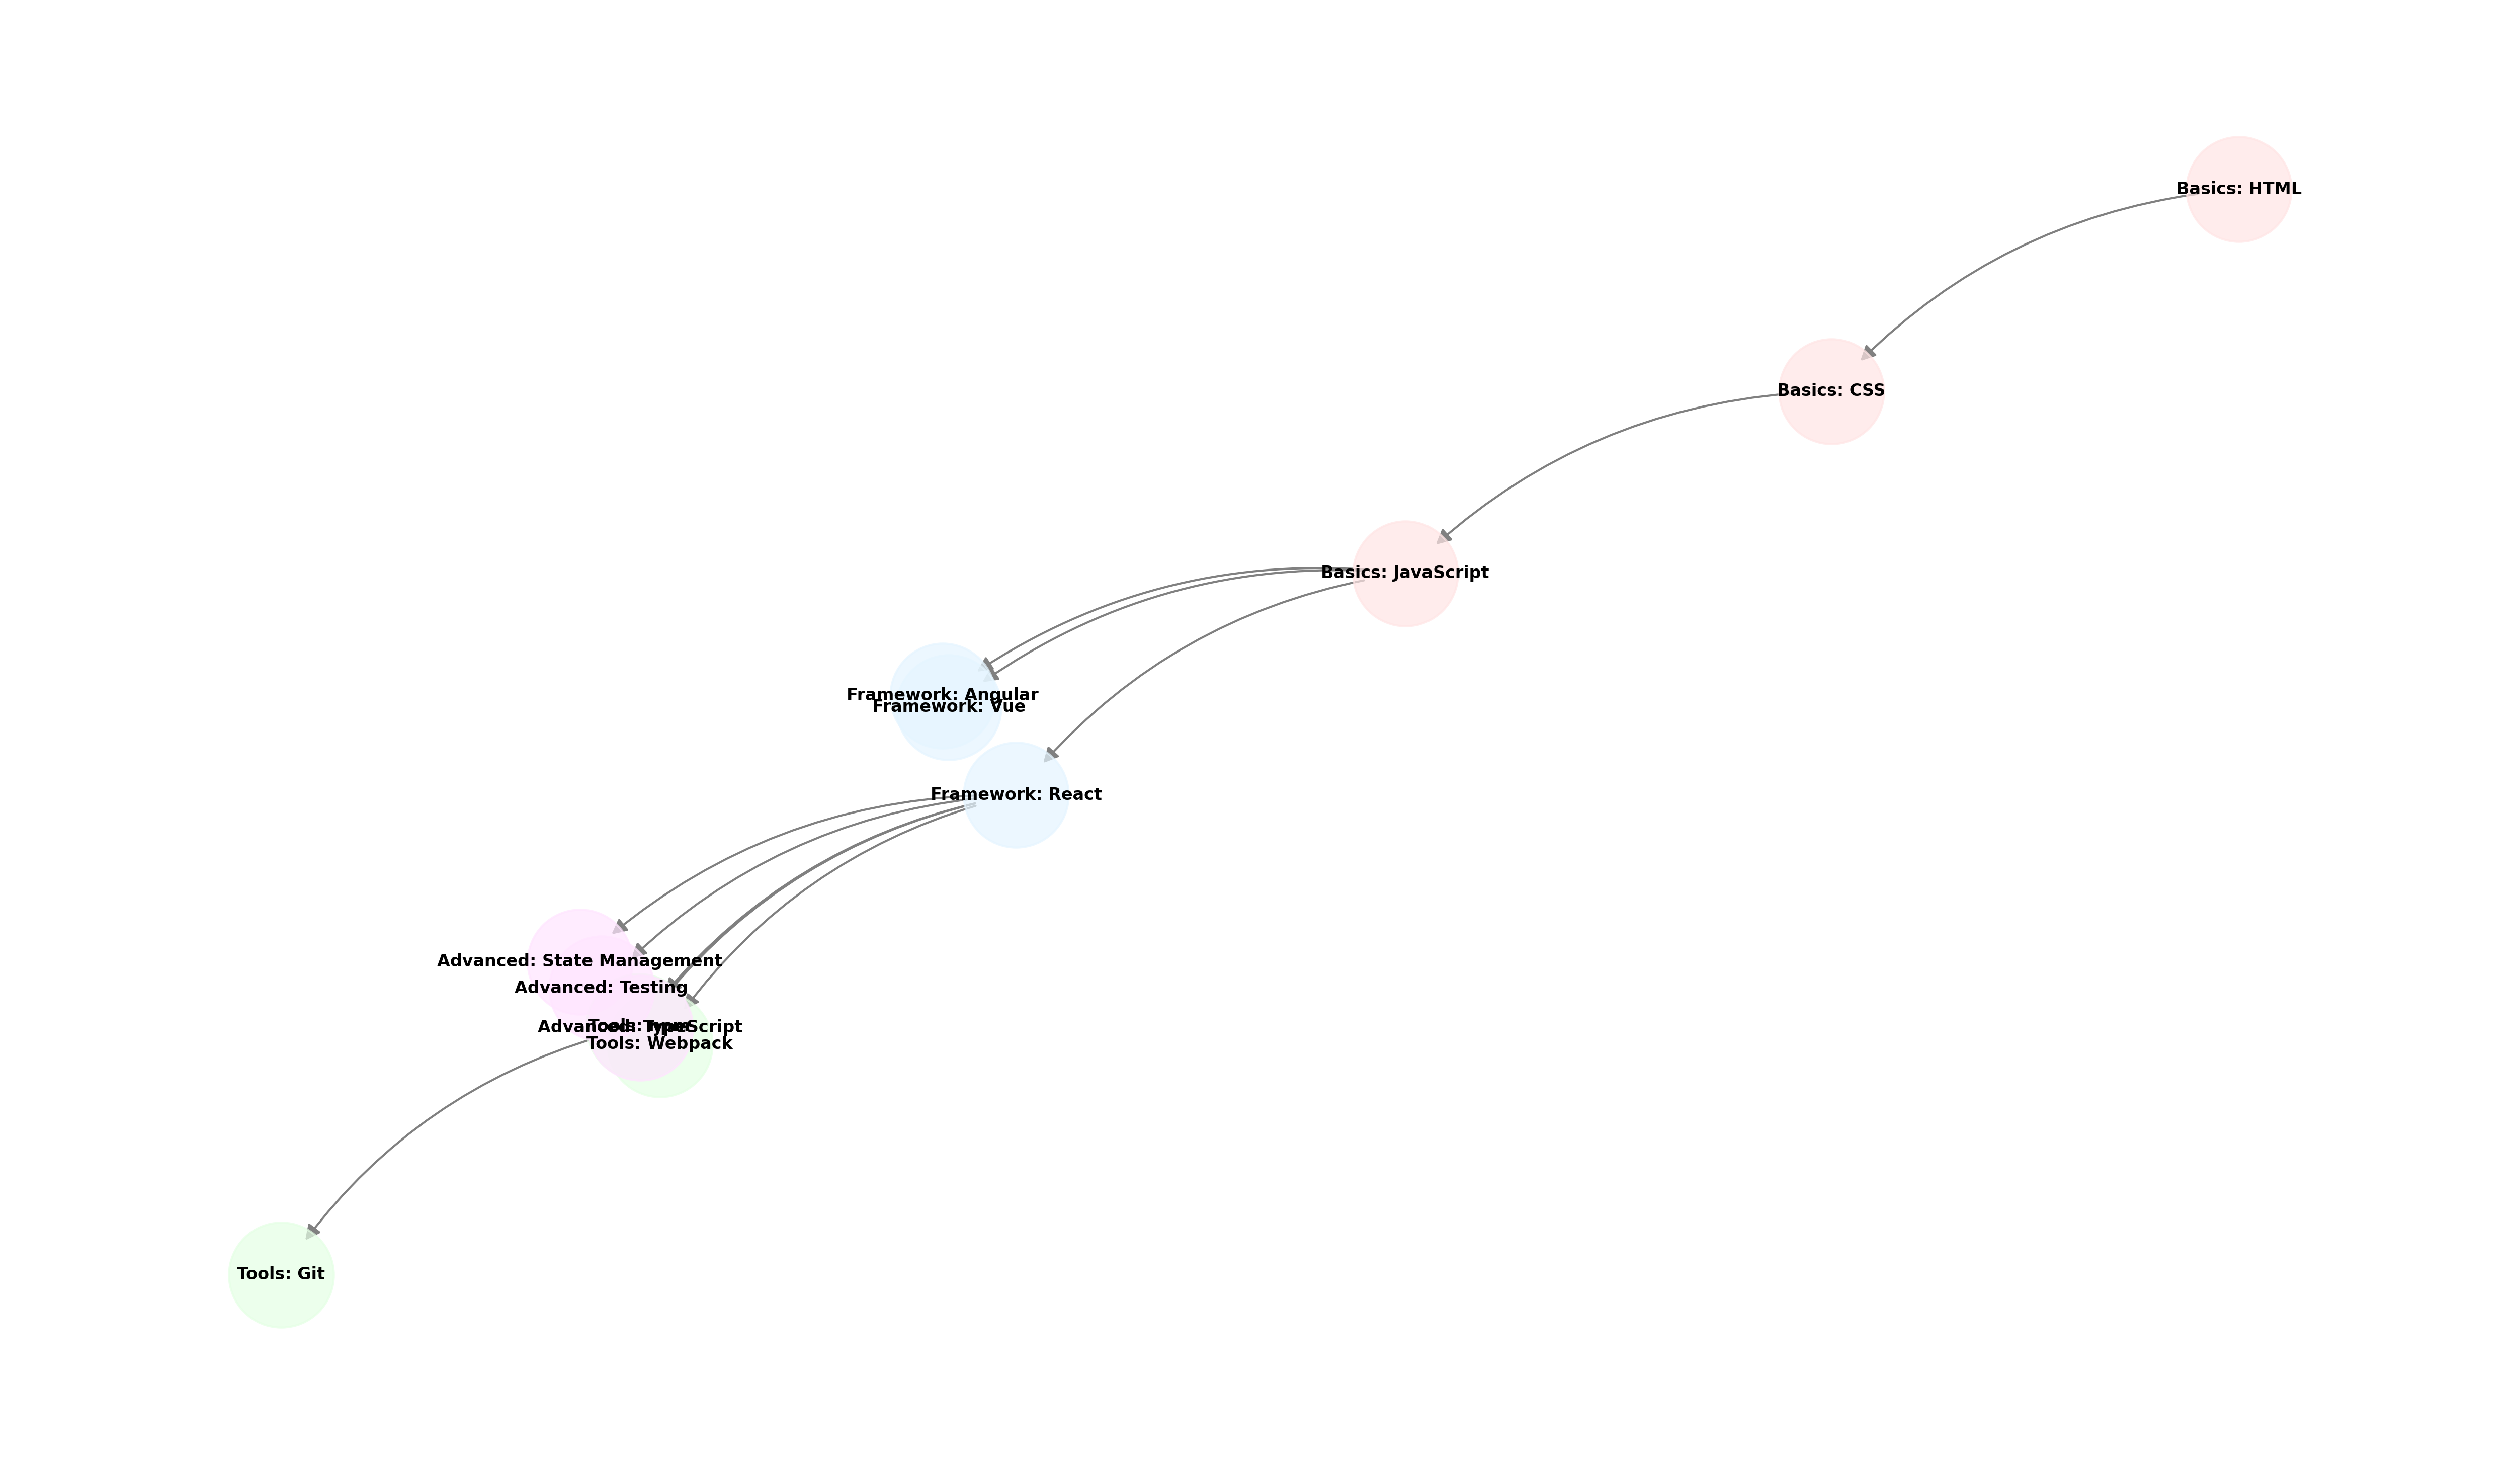 Basics: HTML
Basics: CSS
Basics: JavaScript
Framework: Angular
Framework: Vue
Framework: React
Advanced: State Management
Advanced: Testing
Advanced: TypeScript
Tools: npm
Tools: Webpack
Tools: Git